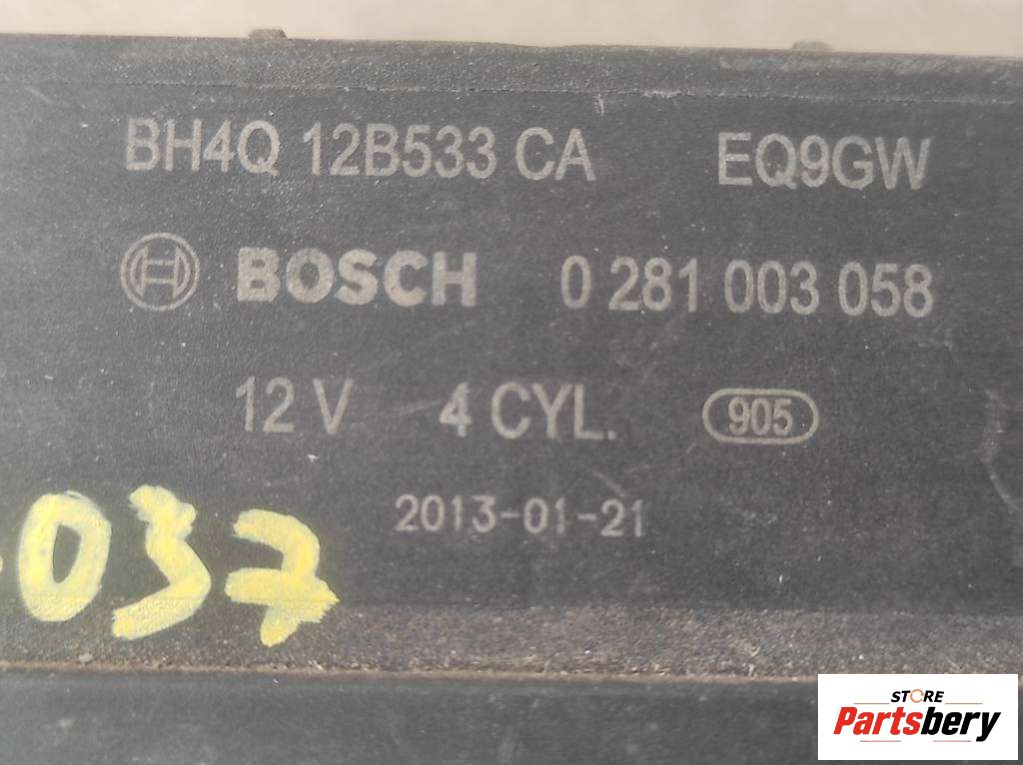 BH4Q 12B533 CA EQ9GW
BOSCH 0 281 003 058
12 V 4 CYL. 905
2013-01-21
037
STORE
Partsbery